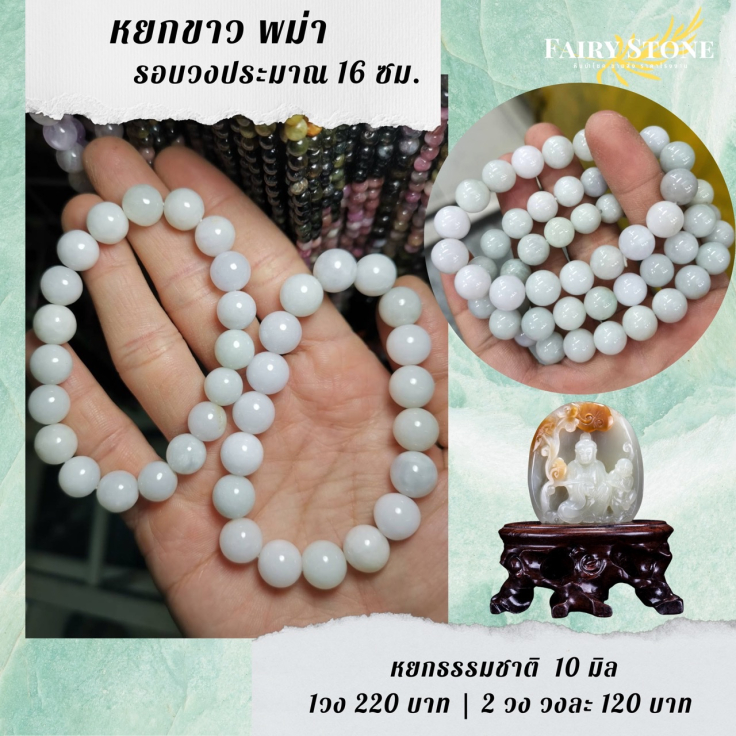 หยกขาว พม่า
รอบวงประมาณ 16 ซม.
FAIRY STONE
หยกธรรมชาติ 10 มิล
1วง 220 บาท | 2 วง วงละ 120 บาท